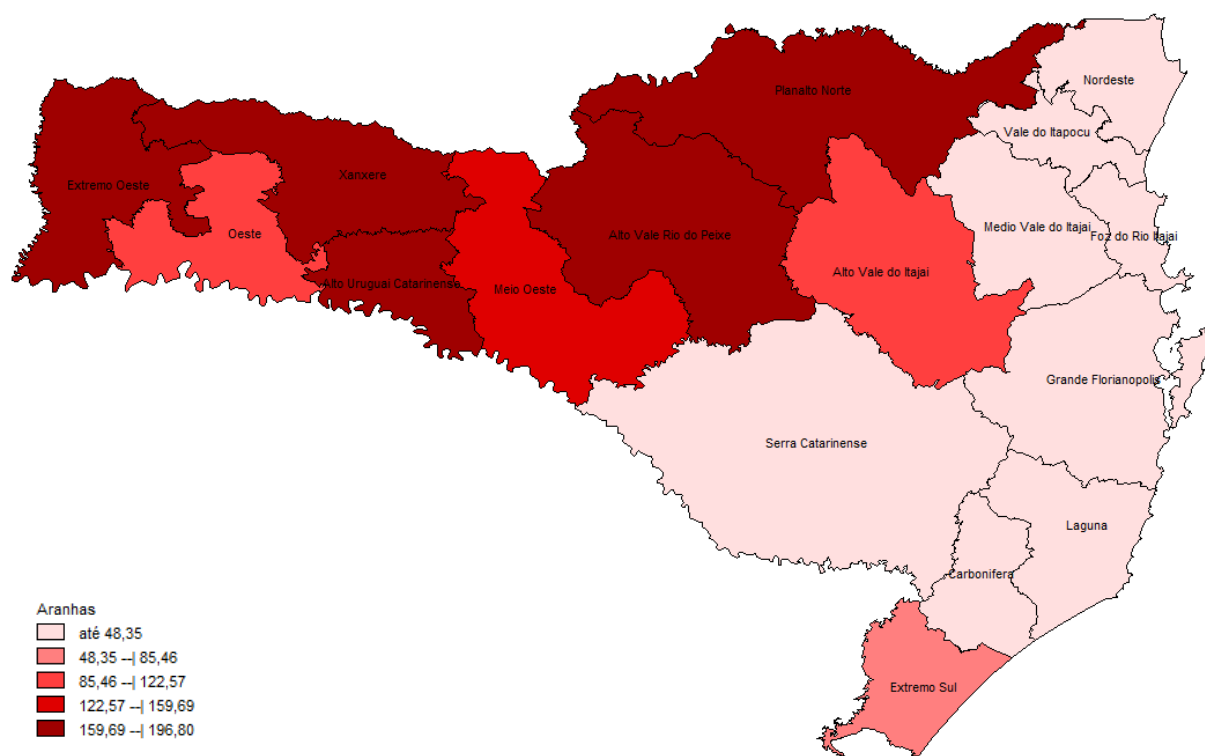 Nordeste
Planalto Norte
Vale do Itapocu
Xanxere
Extremo Oeste
Medio Vale do Itajai
Oeste
Alto Vale Rio do Peixe
Foz do Rio Itajai
Alto Vale do Itajai
Alto Uruguai Catarinense
Meio Oeste
Grande Florianopolis
Serra Catarinense
Laguna
Carbonifera
Extremo Sul
Aranhas
até 48,35
48,35 --| 85,46
85,46 --| 122,57
122,57 --| 159,69
159,69 --| 196,80